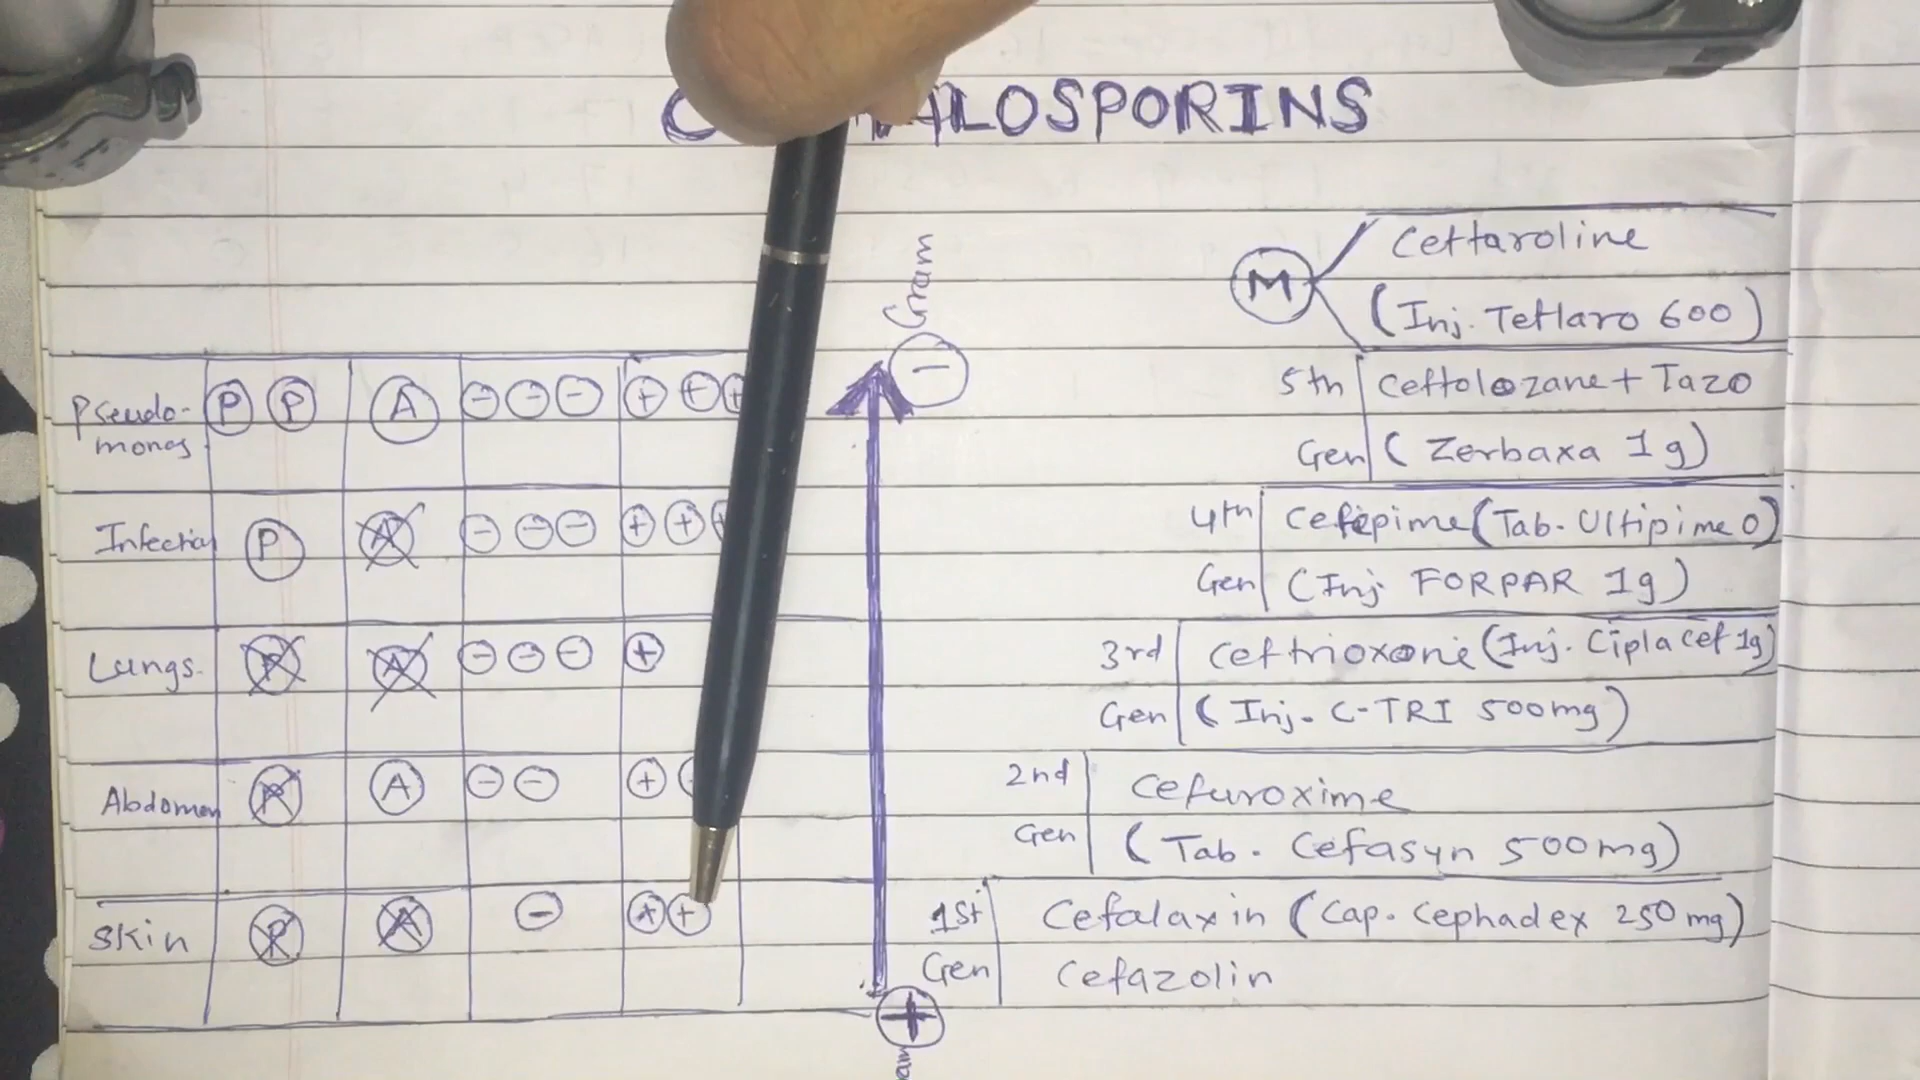 CEPHALOSPORINS
Gram
−
M
Ceftaroline
(Inj. Teflaro 600)
Pseudo-
monas
P P A − − − + + +
5th
Gen
Ceftolozane + Tazo
(Zerbaxa 1g)
Infection
P A − − − + + +
4th
Gen
Cefepime (Tab. Ultipime O)
(Inj FORPAR 1g)
Lungs.
P A − − − +
3rd
Gen
Ceftrioxone (Inj. Ciplacef 1g)
(Inj. C-TRI 500mg)
Abdomen
P A − − +
2nd
Gen
Cefuroxime
(Tab. Cefasyn 500mg)
Skin
P A − + +
1st
Gen
Cefalaxin (Cap. Cephadex 250mg)
Cefazolin
+